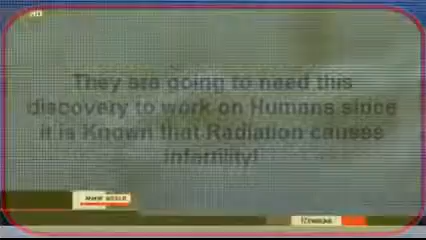 HD
They are going to need this
discovery to work on Humans since
it is Known that Radiation causes
infertility!